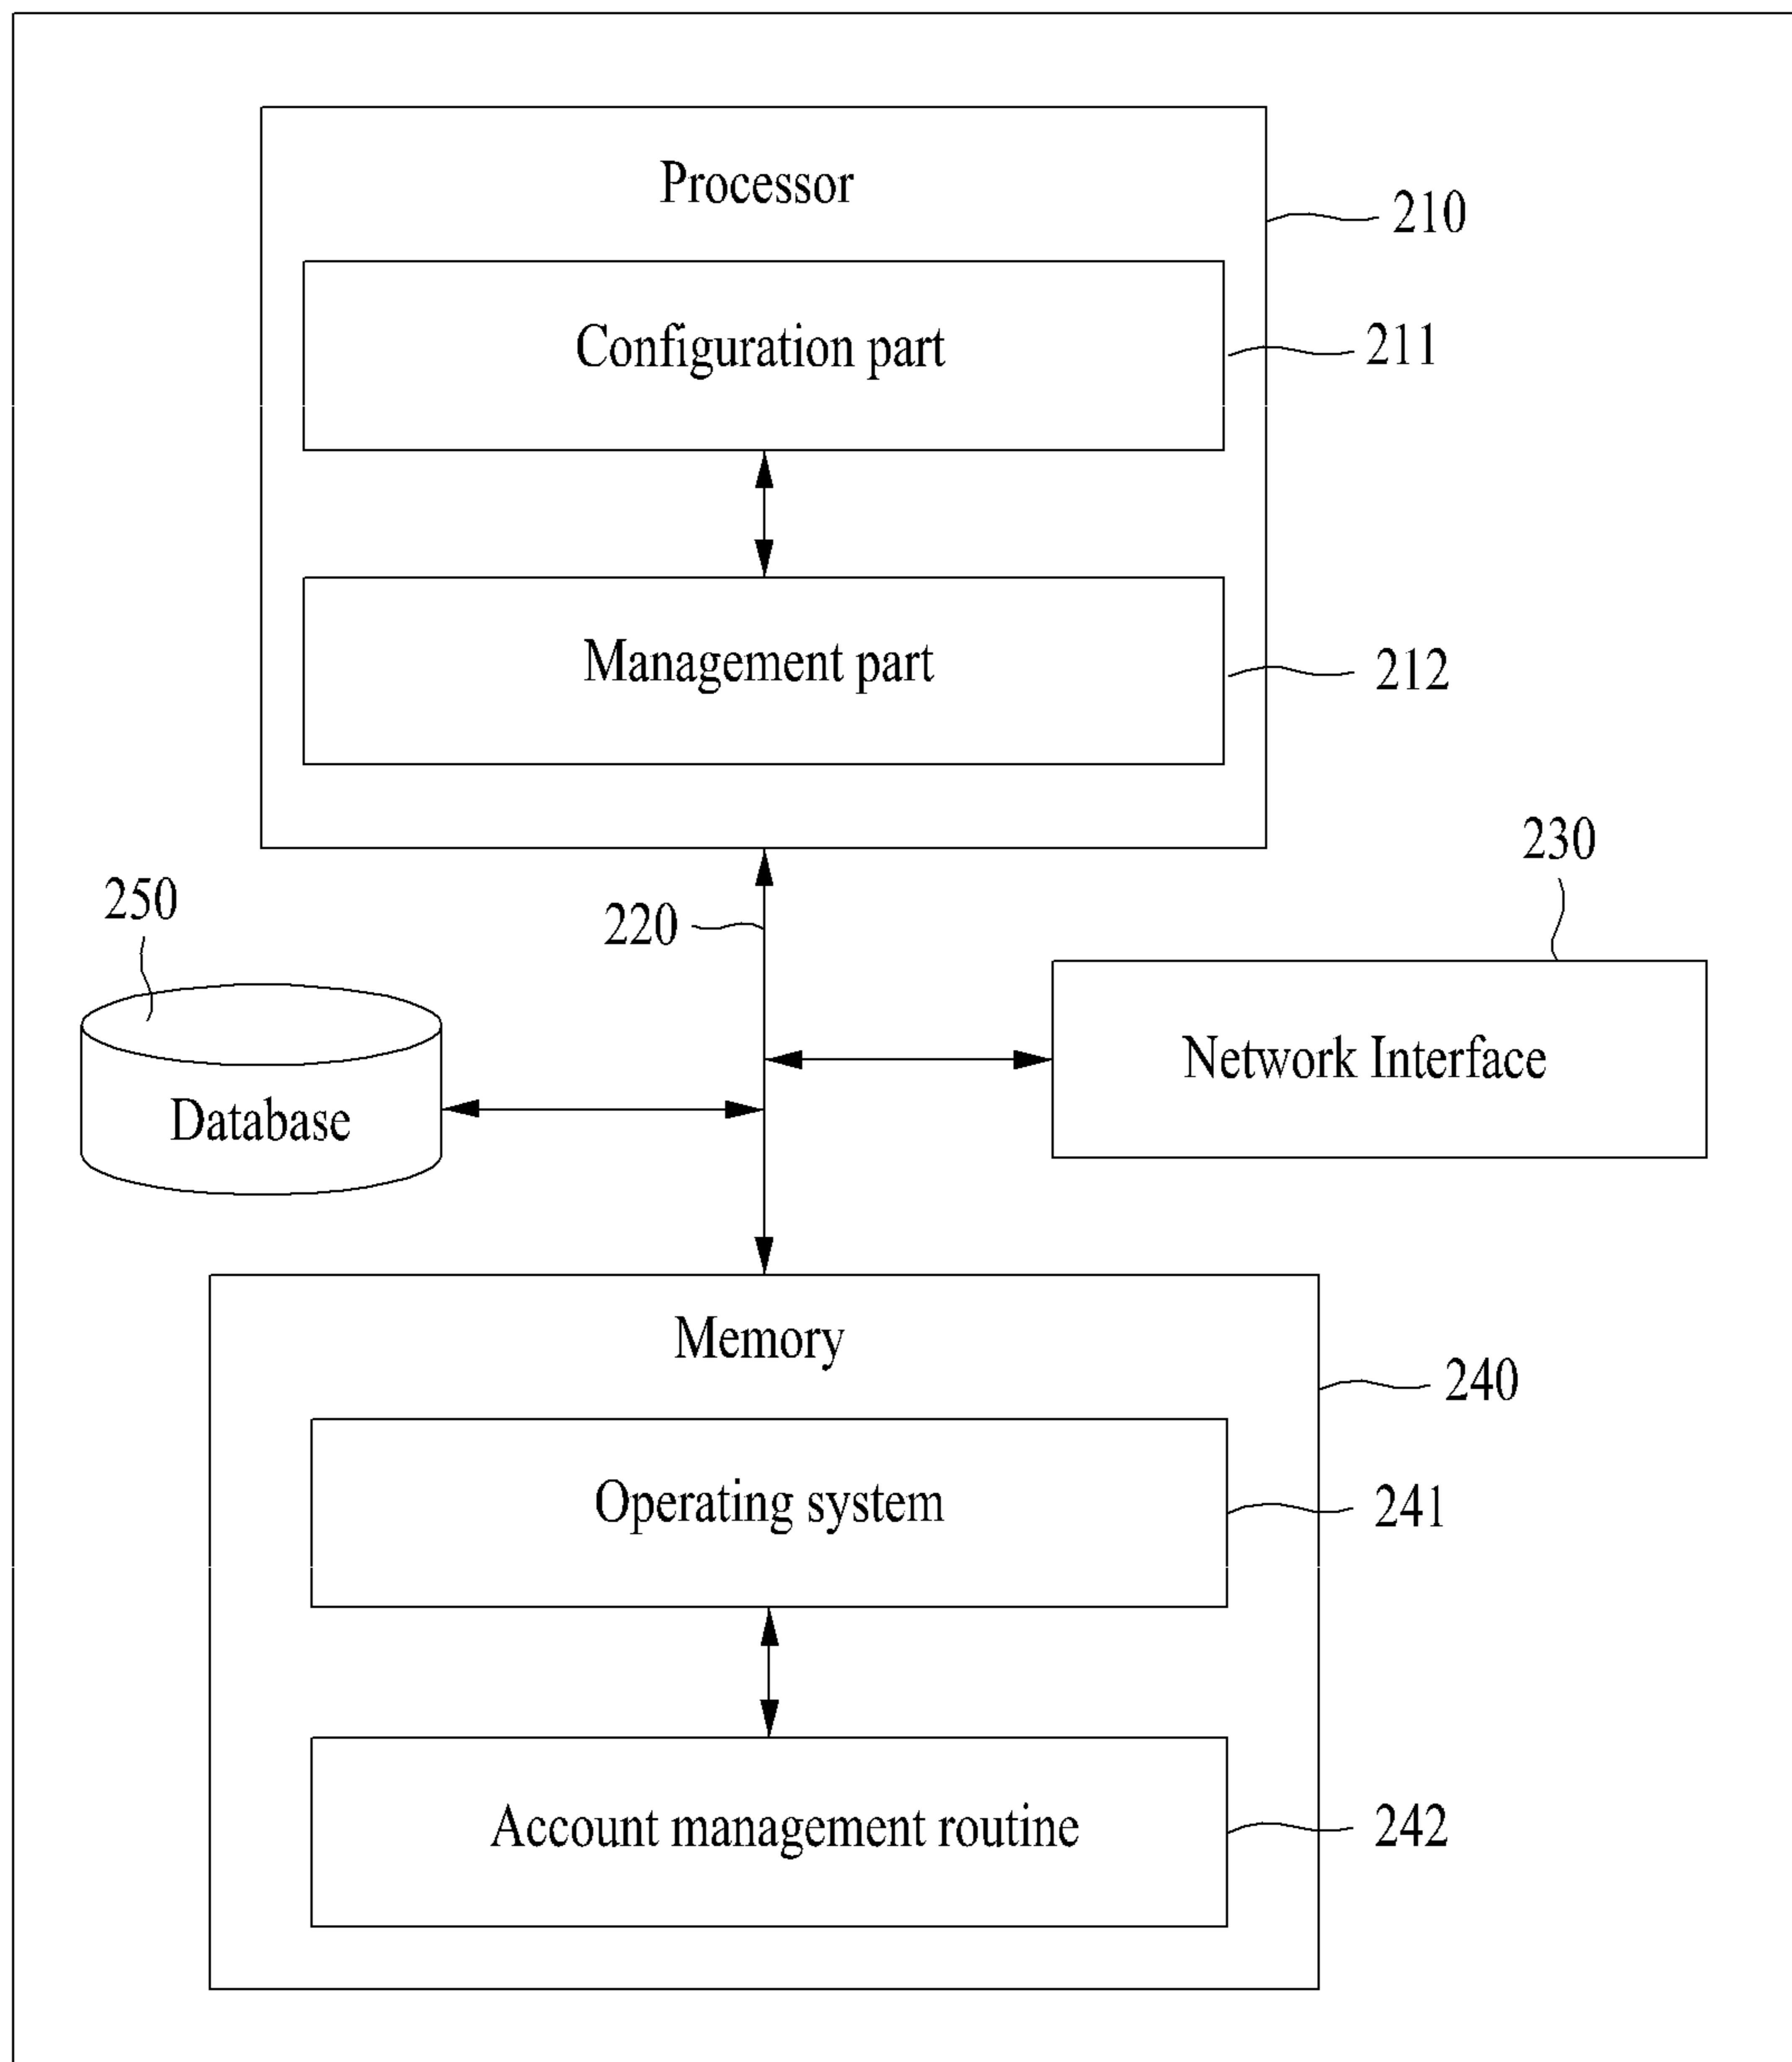 Processor
210
Configuration part
211
Management part
212
230
250
220
Network Interface
Database
Memory
240
Operating system
241
Account management routine
242